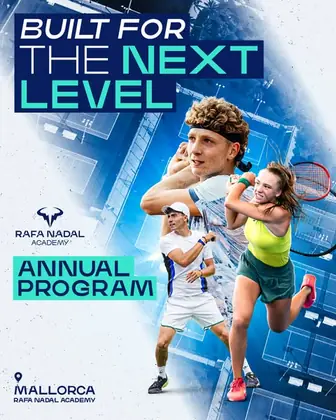 BUILT FOR
THE NEXT
LEVEL
RAFA NADAL
ACADEMY
ANNUAL
PROGRAM
MALLORCA
RAFA NADAL ACADEMY